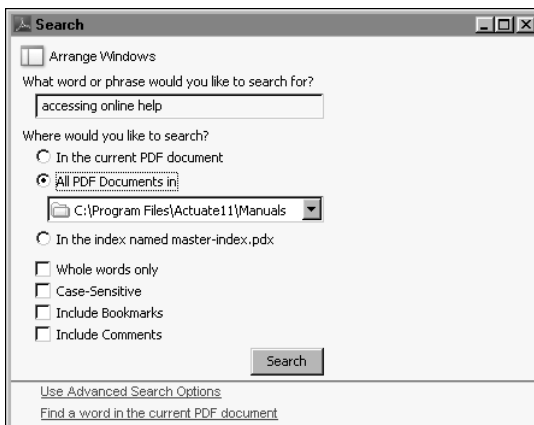 Search
Arrange Windows
What word or phrase would you like to search for?
accessing online help
Where would you like to search?
In the current PDF document
All PDF Documents in
C:\Program Files\Actuate11\Manuals
In the index named master-index.pdx
Whole words only
Case-Sensitive
Include Bookmarks
Include Comments
Search
Use Advanced Search Options
Find a word in the current PDF document